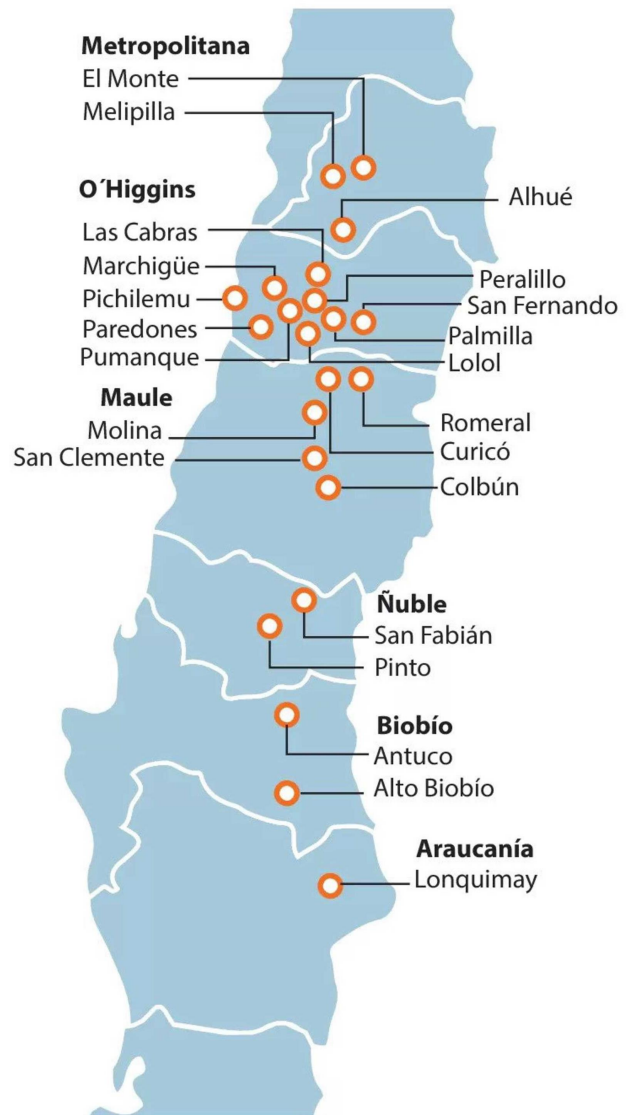 Metropolitana
El Monte
Melipilla
Alhué
O´Higgins
Las Cabras
Marchigüe
Pichilemu
Paredones
Pumanque
Peralillo
San Fernando
Palmilla
Lolol
Maule
Molina
San Clemente
Romeral
Curicó
Colbún
Ñuble
San Fabián
Pinto
Biobío
Antuco
Alto Biobío
Araucanía
Lonquimay